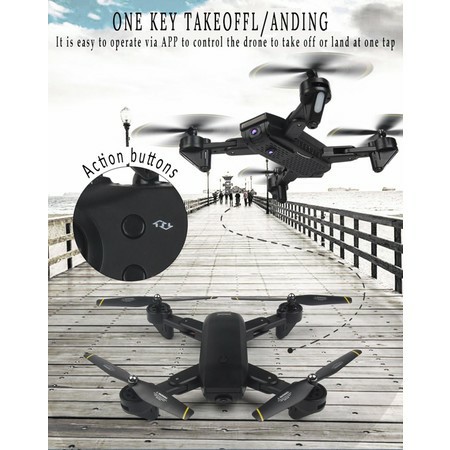 ONE KEY TAKEOFFL/ANDING
It is easy to operate via APP to control the drone to take off or land at one tap
Action buttons